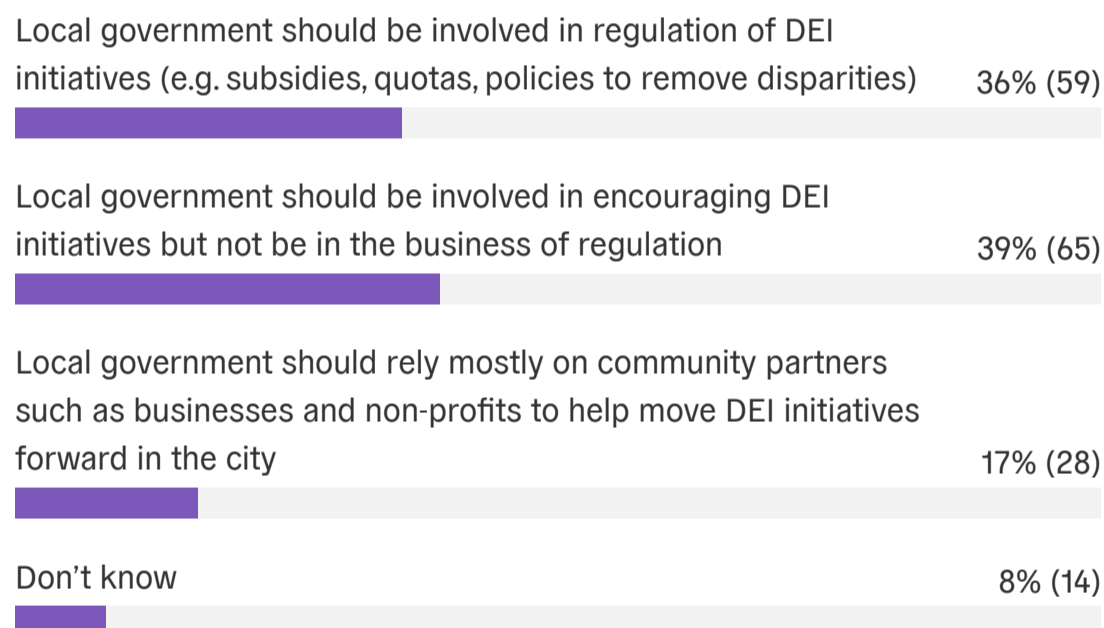 Local government should be involved in regulation of DEI
initiatives (e.g. subsidies, quotas, policies to remove disparities) 36% (59)
Local government should be involved in encouraging DEI
initiatives but not be in the business of regulation 39% (65)
Local government should rely mostly on community partners
such as businesses and non-profits to help move DEI initiatives
forward in the city 17% (28)
Don’t know 8% (14)